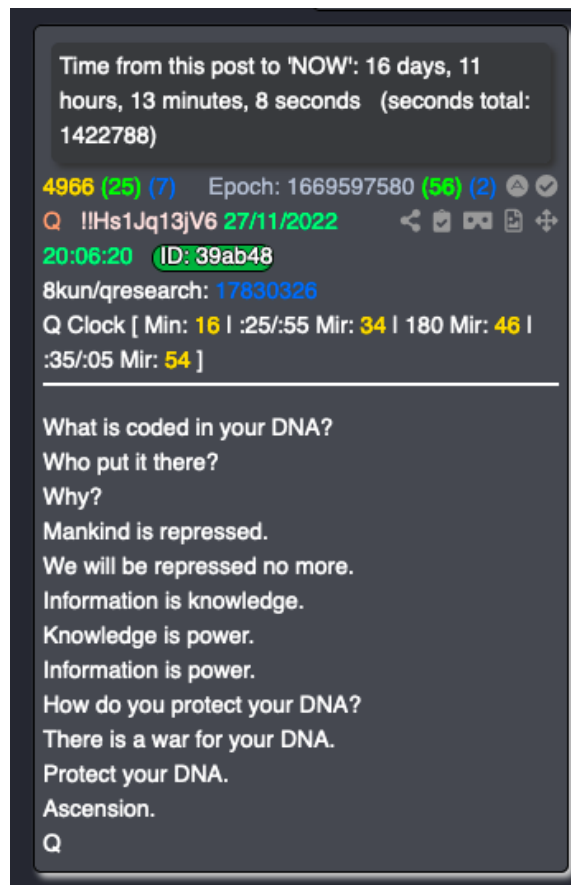 Time from this post to 'NOW': 16 days, 11
hours, 13 minutes, 8 seconds (seconds total:
1422788)
4966 (25) (7) Epoch: 1669597580 (56) (2)
Q !!Hs1Jq13jV6 27/11/2022
20:06:20 ID: 39ab48
8kun/qresearch: 17830326
Q Clock [ Min: 16 | :25/:55 Mir: 34 | 180 Mir: 46 |
:35/:05 Mir: 54 ]
What is coded in your DNA?
Who put it there?
Why?
Mankind is repressed.
We will be repressed no more.
Information is knowledge.
Knowledge is power.
Information is power.
How do you protect your DNA?
There is a war for your DNA.
Protect your DNA.
Ascension.
Q